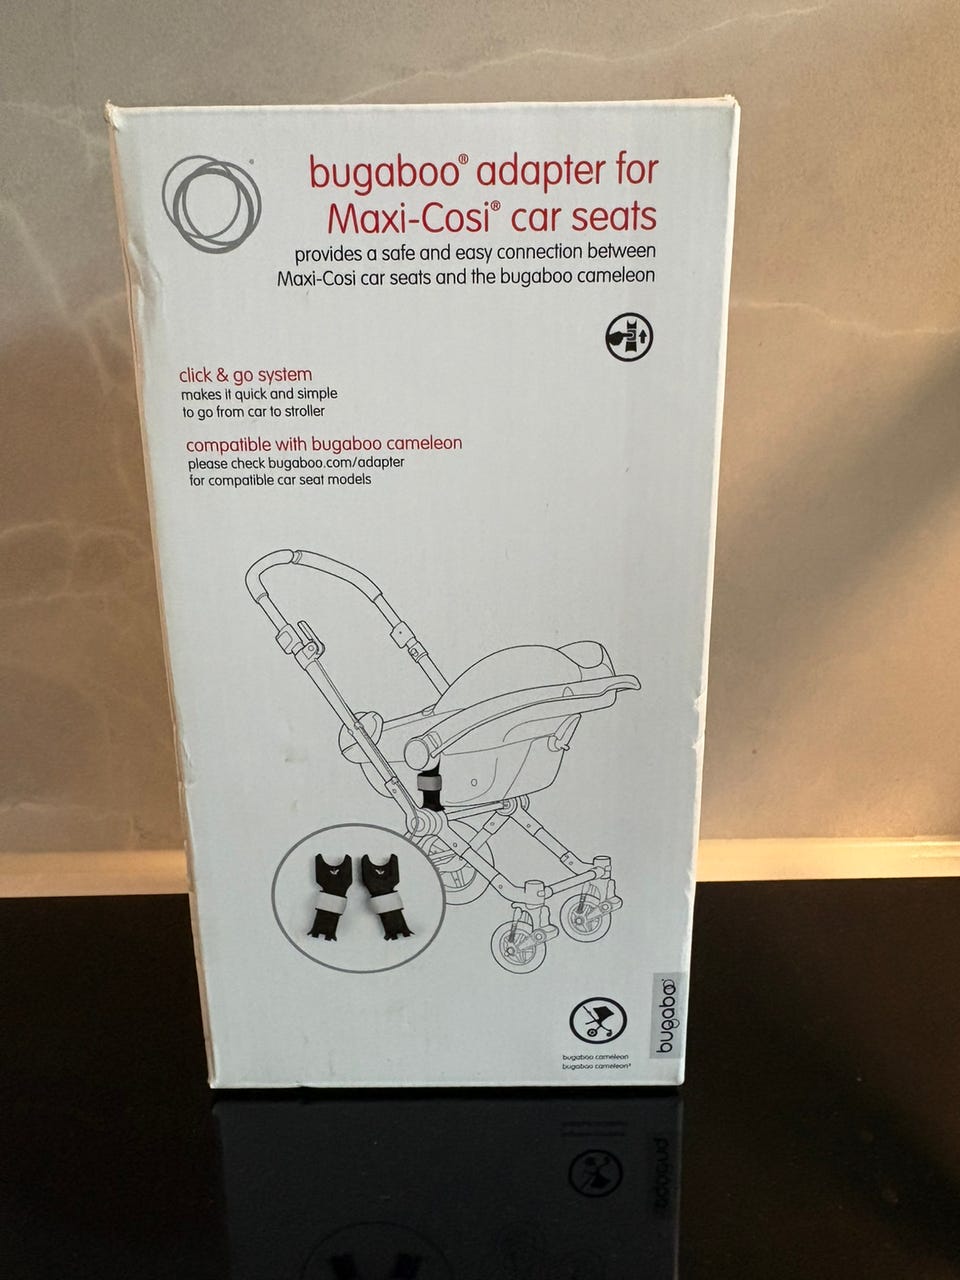 bugaboo® adapter for
Maxi-Cosi® car seats
provides a safe and easy connection between
Maxi-Cosi car seats and the bugaboo cameleon
click & go system
makes it quick and simple
to go from car to stroller
compatible with bugaboo cameleon
please check bugaboo.com/adapter
for compatible car seat models
bugaboo cameleon
bugaboo cameleon³
bugaboo